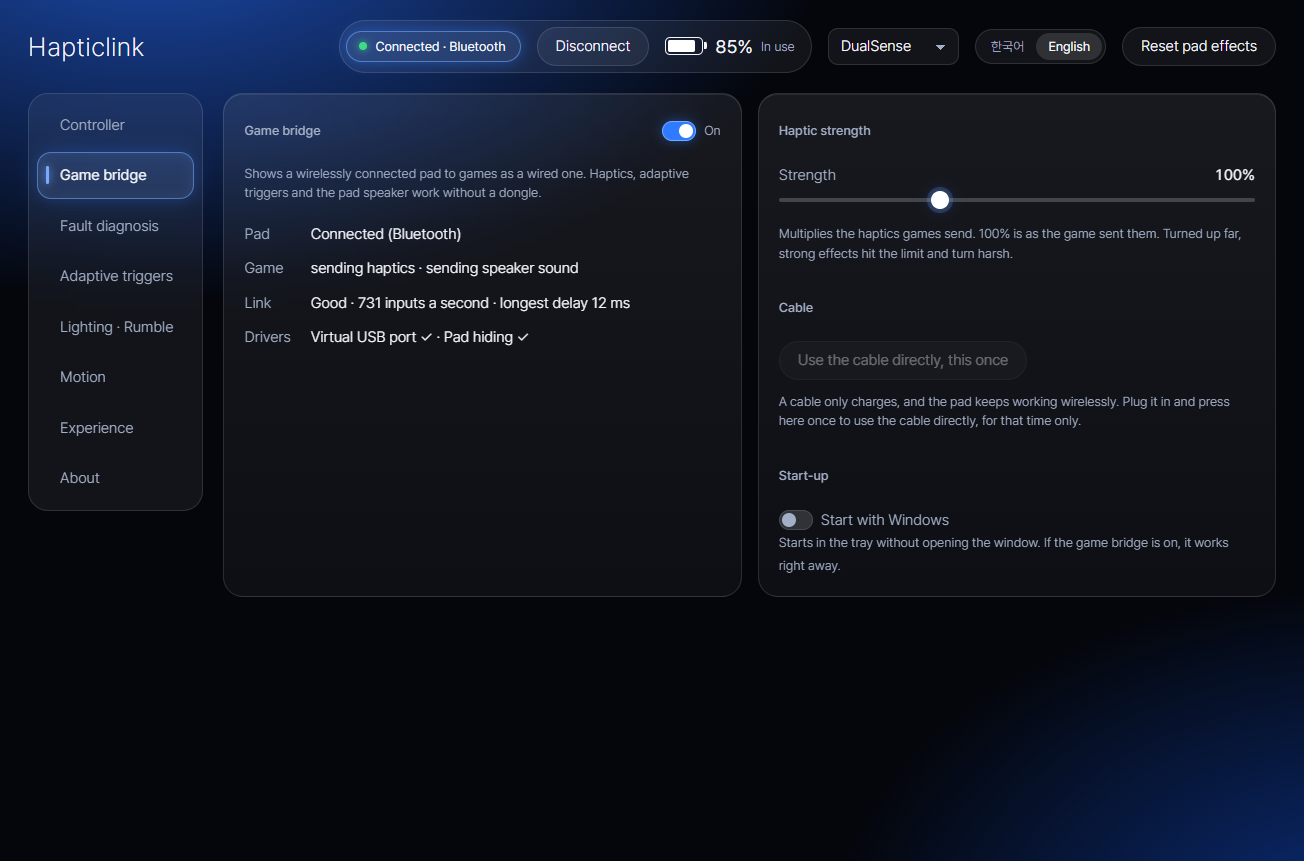 Hapticlink
Connected · Bluetooth
Disconnect
85% In use
DualSense
한국어
English
Reset pad effects
Controller
Game bridge
Fault diagnosis
Adaptive triggers
Lighting · Rumble
Motion
Experience
About
Game bridge
On
Shows a wirelessly connected pad to games as a wired one. Haptics, adaptive
triggers and the pad speaker work without a dongle.
Pad Connected (Bluetooth)
Game sending haptics · sending speaker sound
Link Good · 731 inputs a second · longest delay 12 ms
Drivers Virtual USB port ✓ · Pad hiding ✓
Haptic strength
Strength 100%
Multiplies the haptics games send. 100% is as the game sent them. Turned up far,
strong effects hit the limit and turn harsh.
Cable
Use the cable directly, this once
A cable only charges, and the pad keeps working wirelessly. Plug it in and press
here once to use the cable directly, for that time only.
Start-up
Start with Windows
Starts in the tray without opening the window. If the game bridge is on, it works
right away.